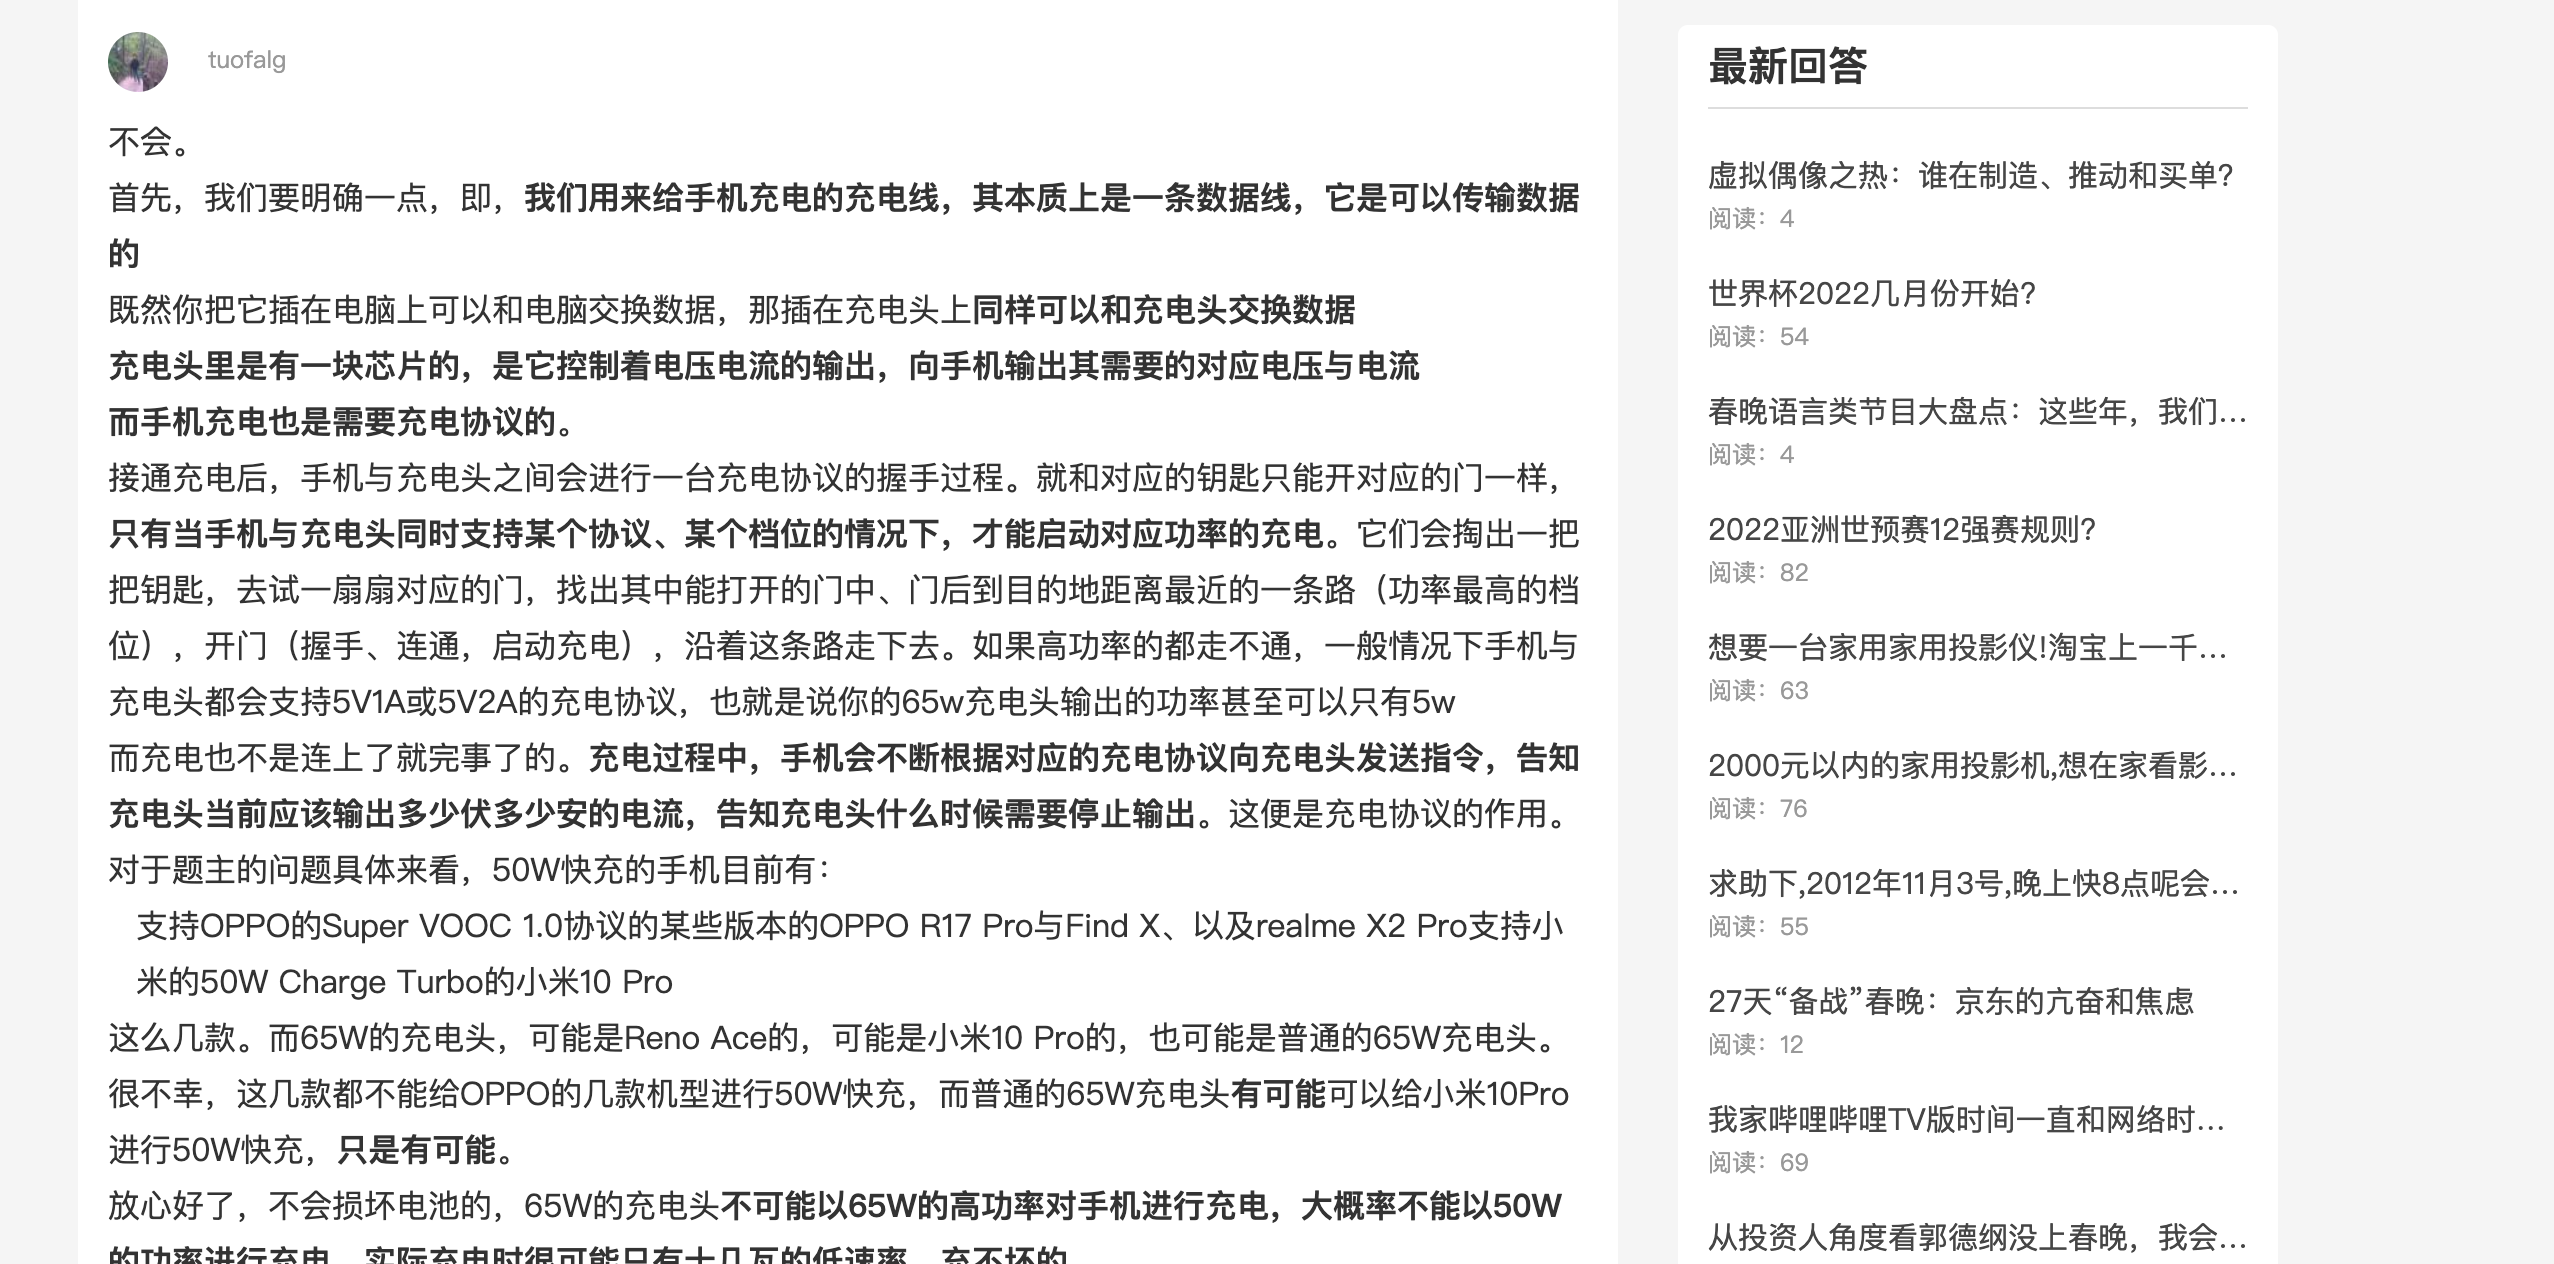 tuofalg
不会。
首先，我们要明确一点，即，我们用来给手机充电的充电线，其本质上是一条数据线，它是可以传输数据
的
既然你把它插在电脑上可以和电脑交换数据，那插在充电头上同样可以和充电头交换数据
充电头里是有一块芯片的，是它控制着电压电流的输出，向手机输出其需要的对应电压与电流
而手机充电也是需要充电协议的。
接通充电后，手机与充电头之间会进行一台充电协议的握手过程。就和对应的钥匙只能开对应的门一样，
只有当手机与充电头同时支持某个协议、某个档位的情况下，才能启动对应功率的充电。它们会掏出一把
把钥匙，去试一扇扇对应的门，找出其中能打开的门中、门后到目的地距离最近的一条路（功率最高的档
位），开门（握手、连通，启动充电），沿着这条路走下去。如果高功率的都走不通，一般情况下手机与
充电头都会支持5V1A或5V2A的充电协议，也就是说你的65w充电头输出的功率甚至可以只有5w
而充电也不是连上了就完事了的。充电过程中，手机会不断根据对应的充电协议向充电头发送指令，告知
充电头当前应该输出多少伏多少安的电流，告知充电头什么时候需要停止输出。这便是充电协议的作用。
对于题主的问题具体来看，50W快充的手机目前有：
支持OPPO的Super VOOC 1.0协议的某些版本的OPPO R17 Pro与Find X、以及realme X2 Pro支持小
米的50W Charge Turbo的小米10 Pro
这么几款。而65W的充电头，可能是Reno Ace的，可能是小米10 Pro的，也可能是普通的65W充电头。
很不幸，这几款都不能给OPPO的几款机型进行50W快充，而普通的65W充电头有可能可以给小米10Pro
进行50W快充，只是有可能。
放心好了，不会损坏电池的，65W的充电头不可能以65W的高功率对手机进行充电，大概率不能以50W
的功率进行充电，实际充电时很可能只有十几瓦的低速率，充不坏的
最新回答
虚拟偶像之热：谁在制造、推动和买单?
阅读：4
世界杯2022几月份开始?
阅读：54
春晚语言类节目大盘点：这些年，我们...
阅读：4
2022亚洲世预赛12强赛规则?
阅读：82
想要一台家用家用投影仪!淘宝上一千...
阅读：63
2000元以内的家用投影机,想在家看影...
阅读：76
求助下,2012年11月3号,晚上快8点呢会...
阅读：55
27天“备战”春晚：京东的亢奋和焦虑
阅读：12
我家哔哩哔哩TV版时间一直和网络时...
阅读：69
从投资人角度看郭德纲没上春晚，我会...